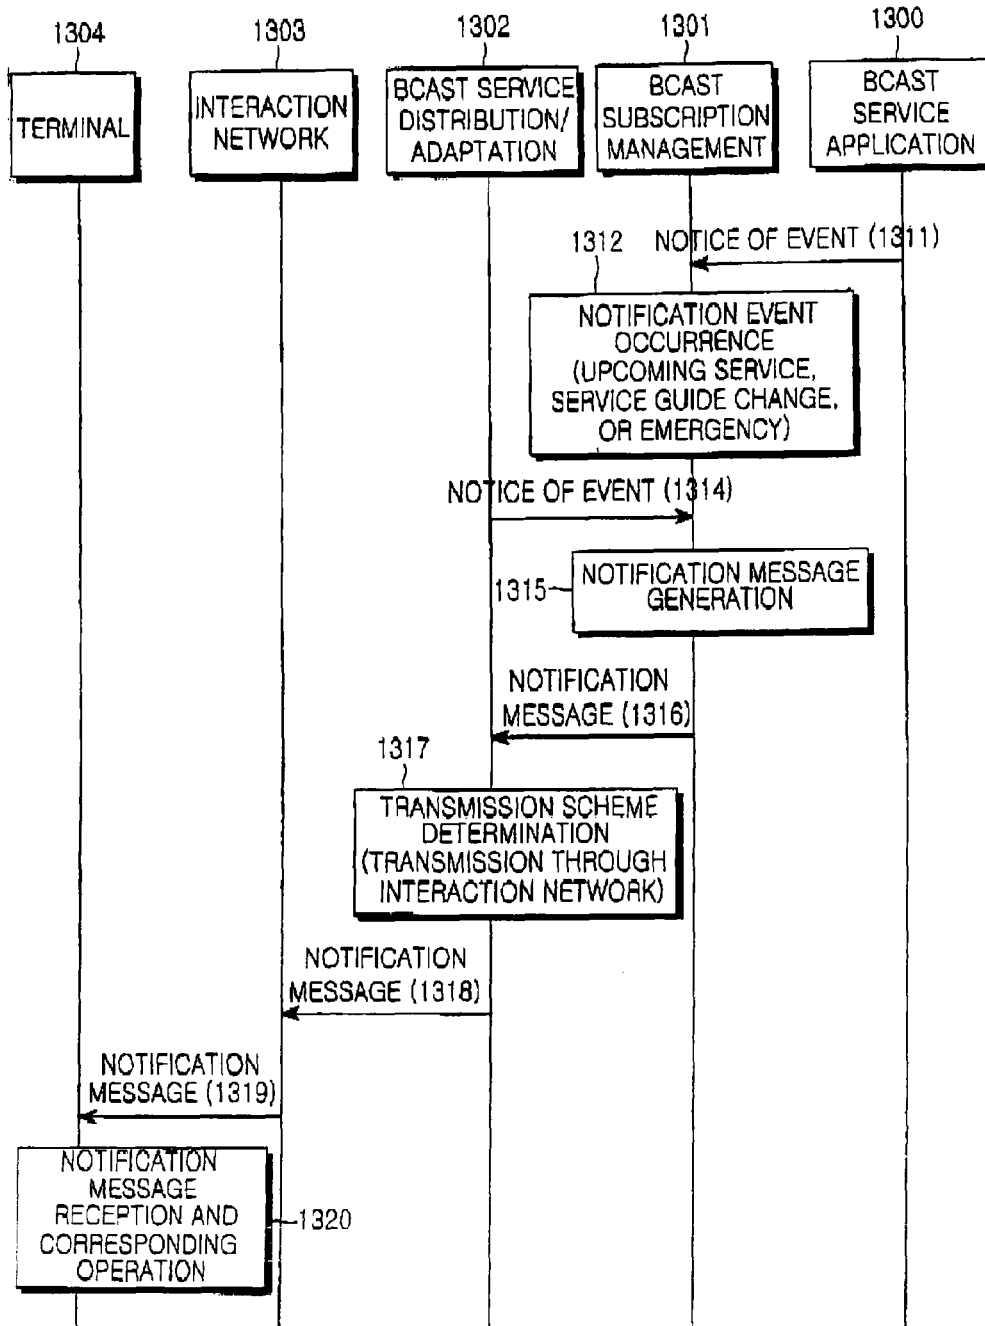 1304
1303
1302
1301
1300
TERMINAL
INTERACTION
NETWORK
BCAST SERVICE
DISTRIBUTION/
ADAPTATION
BCAST
SUBSCRIPTION
MANAGEMENT
BCAST
SERVICE
APPLICATION
1312
NOTICE OF EVENT (1311)
NOTIFICATION EVENT
OCCURRENCE
(UPCOMING SERVICE,
SERVICE GUIDE CHANGE,
OR EMERGENCY)
NOTICE OF EVENT (1314)
1315
NOTIFICATION MESSAGE
GENERATION
NOTIFICATION
MESSAGE (1316)
1317
TRANSMISSION SCHEME
DETERMINATION
(TRANSMISSION THROUGH
INTERACTION NETWORK)
NOTIFICATION
MESSAGE (1318)
NOTIFICATION
MESSAGE (1319)
NOTIFICATION
MESSAGE
RECEPTION AND
CORRESPONDING
OPERATION
1320